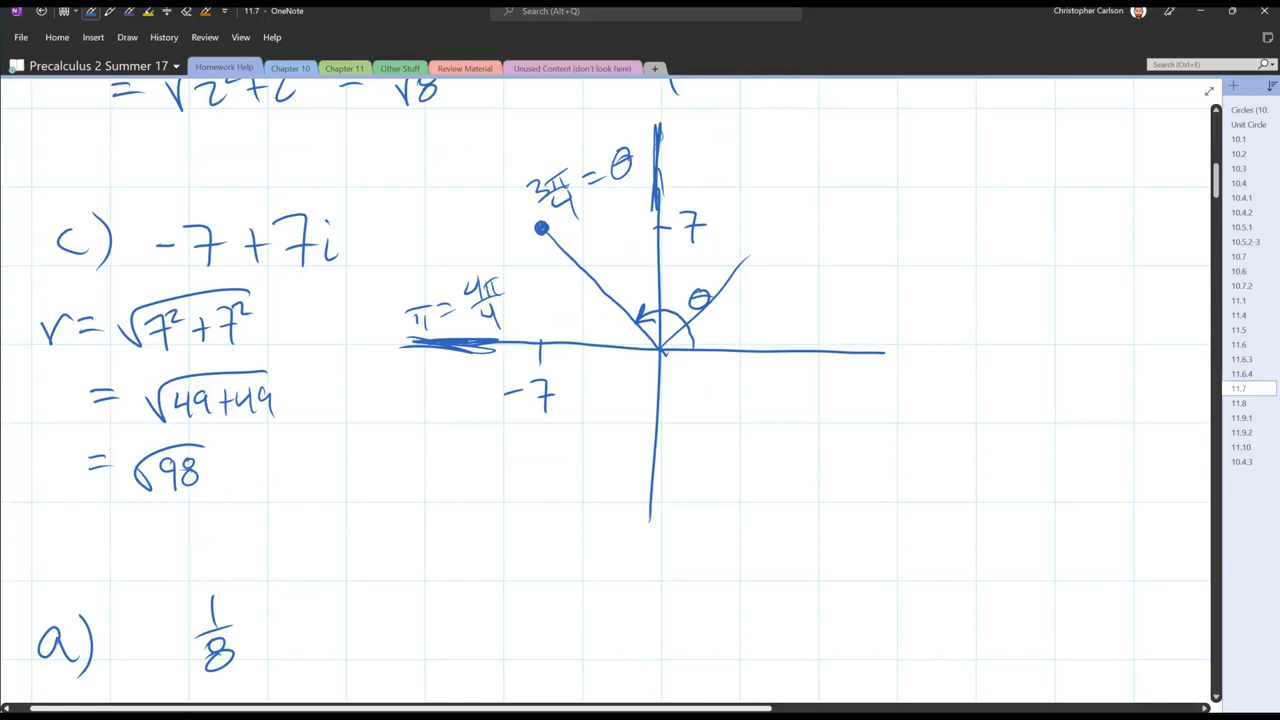 11.7 - OneNote
Search (Alt+Q)
Christopher Carlson
File Home Insert Draw History Review View Help
Precalculus 2 Summer 17
Homework Help
Chapter 10
Chapter 11
Other Stuff
Review Material
Unused Content (don't look here)
Search (Ctrl+E)
= √2²+2² = √8
3π/4 = θ
7
c) -7 + 7i
π = 4π/4
θ
r = √7²+7²
-7
= √49+49
= √98
a) 1/8
Circles (10.
Unit Circle
10.1
10.2
10.3
10.4
10.4.1
10.4.2
10.5.1
10.5.2-3
10.7
10.6
10.7.2
11.1
11.4
11.5
11.6
11.6.3
11.6.4
11.7
11.8
11.9.1
11.9.2
11.10
10.4.3